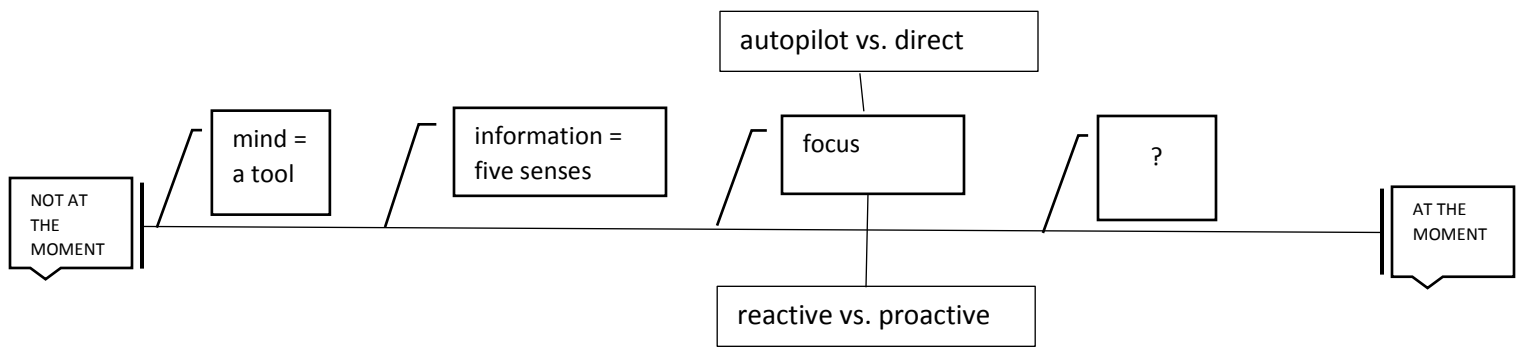 autopilot vs. direct
mind =
a tool
information =
five senses
focus
?
NOT AT
THE
MOMENT
AT THE
MOMENT
reactive vs. proactive